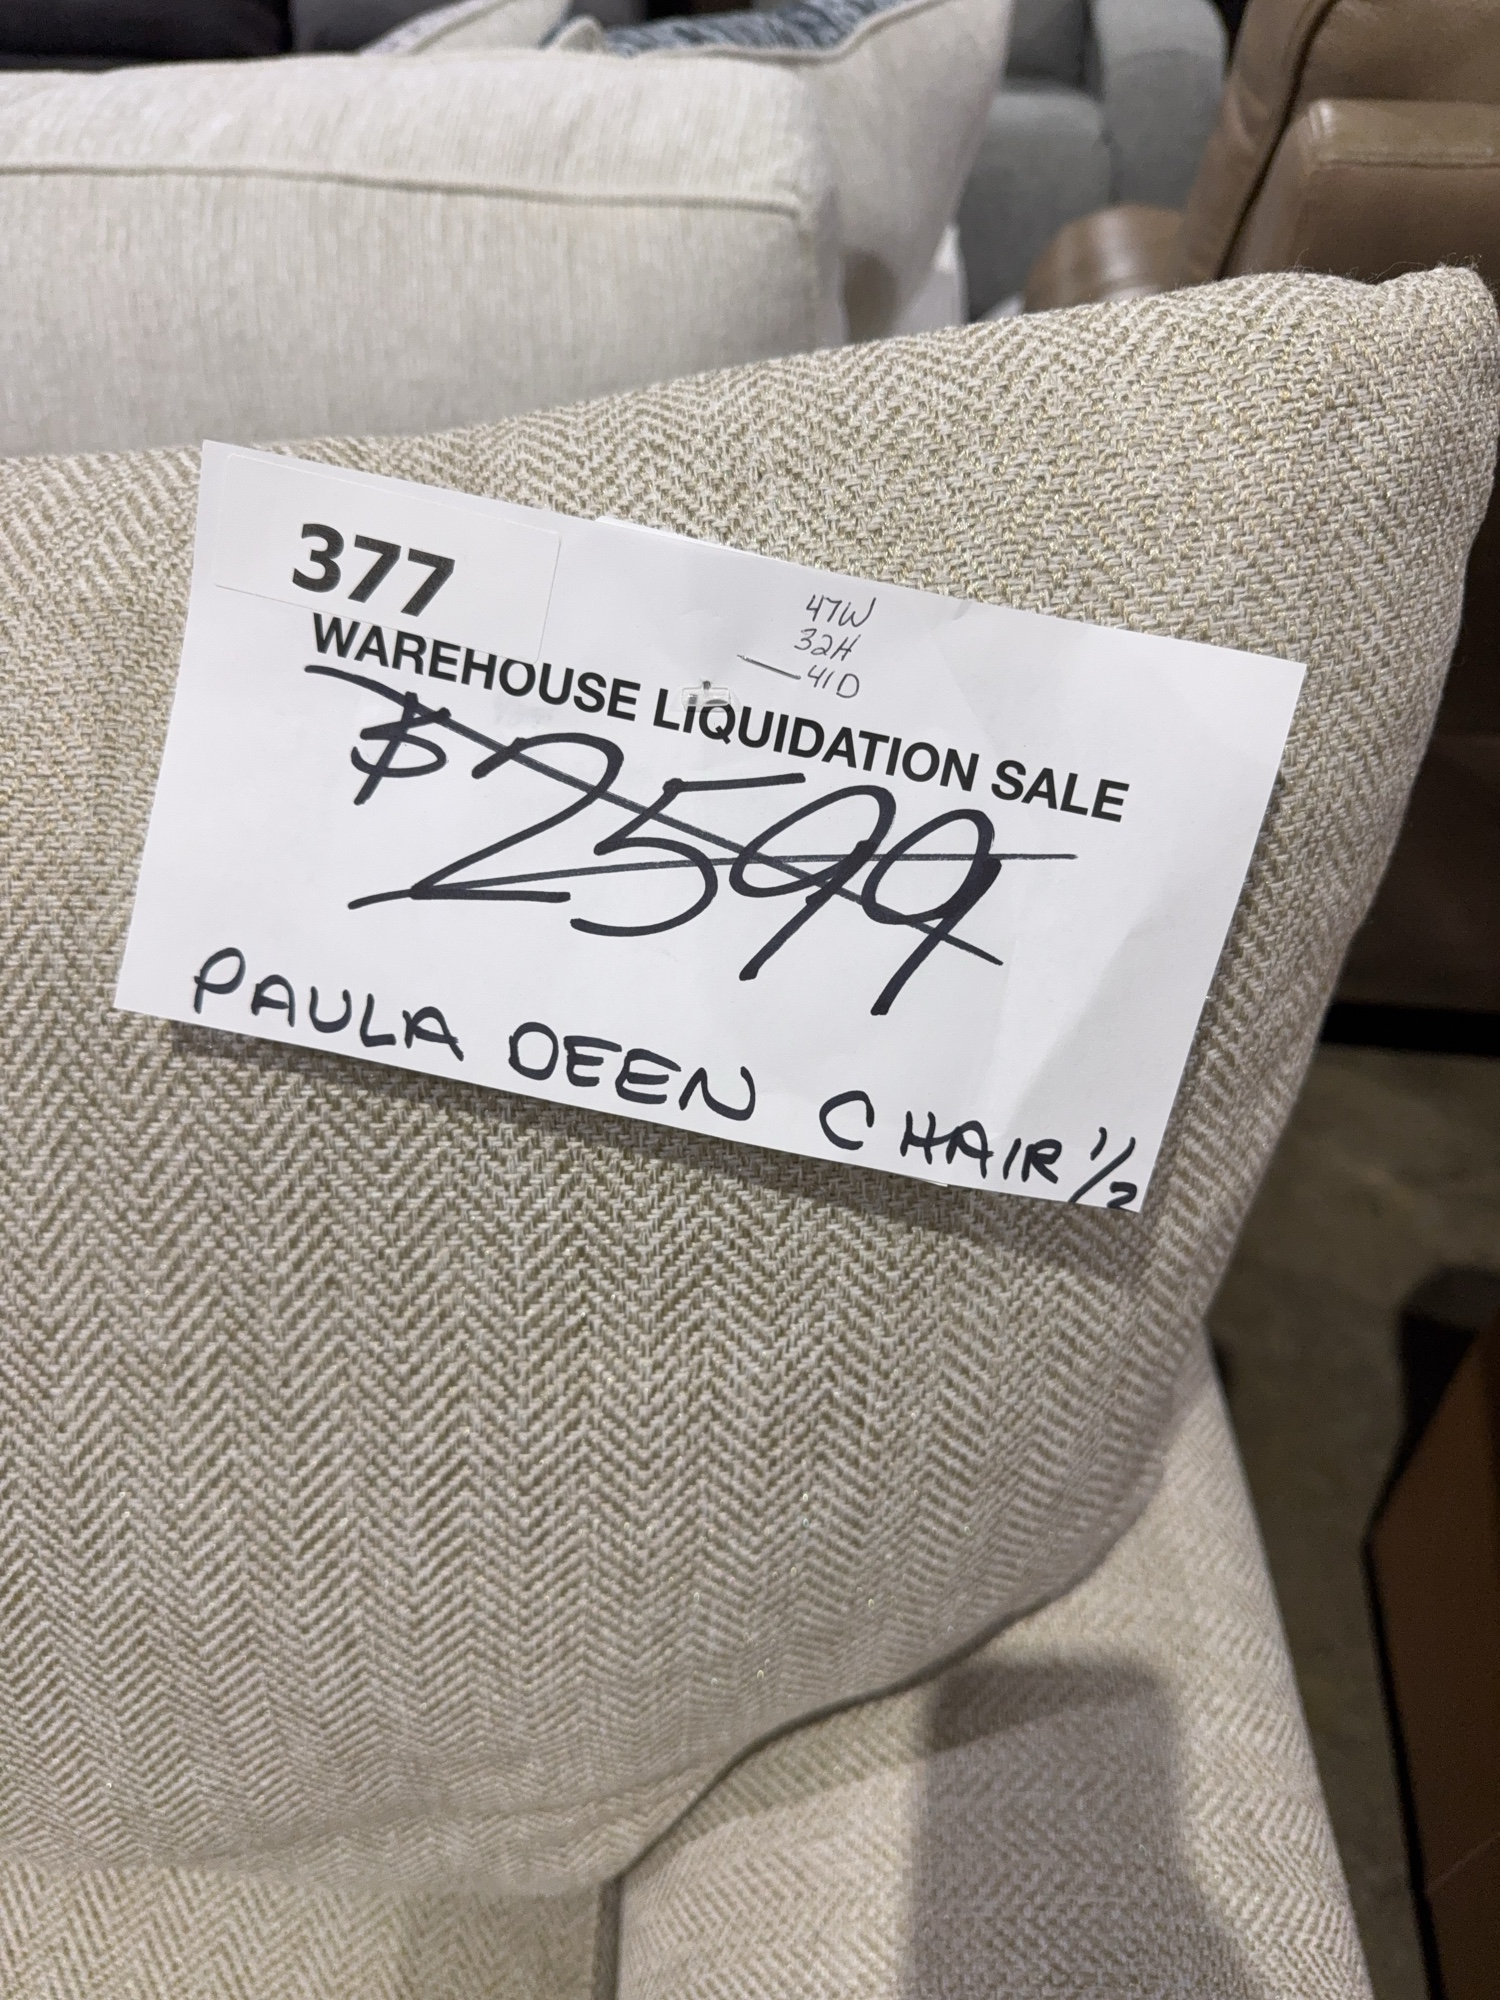 377
47W
32H
41D
WAREHOUSE LIQUIDATION SALE
$2599
PAULA DEEN CHAIR 1/2